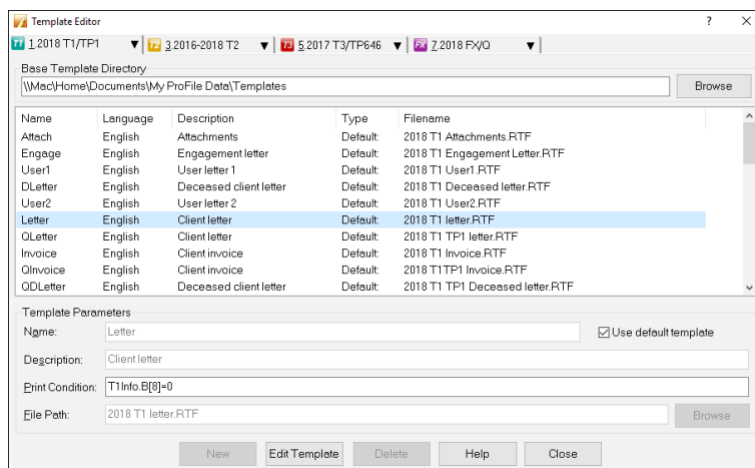 Template Editor ? X
T1 1.2018 T1/TP1 ▼ T2 3.2016-2018 T2 ▼ T3 5.2017 T3/TP646 ▼ FX 7.2018 FX/Q ▼
Base Template Directory
\\Mac\Home\Documents\My ProFile Data\Templates Browse
Name Language Description Type Filename
Attach English Attachments Default: 2018 T1 Attachments.RTF
Engage English Engagement letter Default: 2018 T1 Engagement Letter.RTF
User1 English User letter 1 Default: 2018 T1 User1.RTF
DLetter English Deceased client letter Default: 2018 T1 Deceased letter.RTF
User2 English User letter 2 Default: 2018 T1 User2.RTF
Letter English Client letter Default: 2018 T1 letter.RTF
QLetter English Client letter Default: 2018 T1 TP1 letter.RTF
Invoice English Client invoice Default: 2018 T1 Invoice.RTF
QInvoice English Client invoice Default: 2018 T1TP1 Invoice.RTF
QDLetter English Deceased client letter Default: 2018 T1 TP1 Deceased letter.RTF
Template Parameters
Name: Letter Use default template
Description: Client letter
Print Condition: T1Info.B[8]=0
File Path: 2018 T1 letter.RTF Browse
New Edit Template Delete Help Close